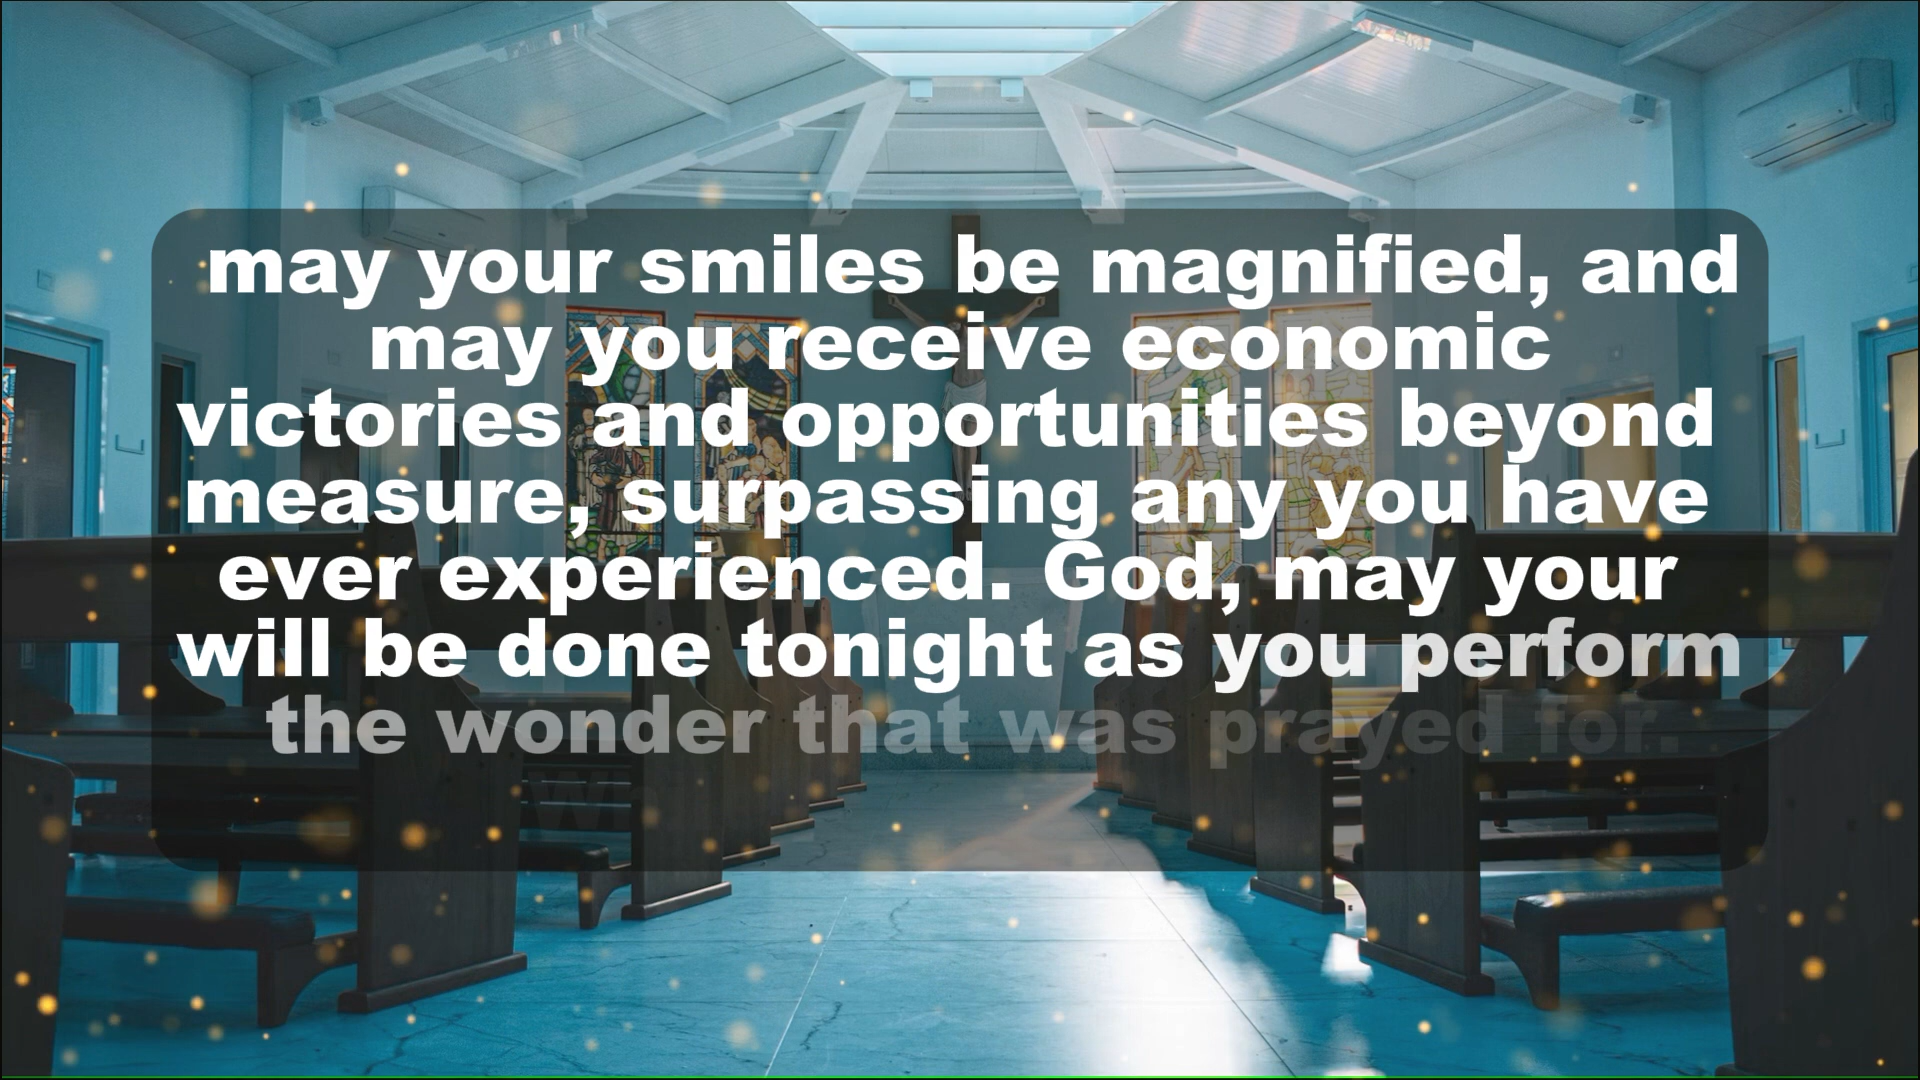 may your smiles be magnified, and
may you receive economic
victories and opportunities beyond
measure, surpassing any you have
ever experienced. God, may your
will be done tonight as you perform
the wonder that was prayed for.